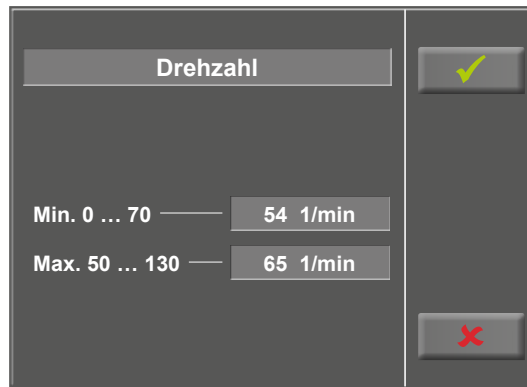 Drehzahl
Min. 0 … 70 54 1/min
Max. 50 … 130 65 1/min